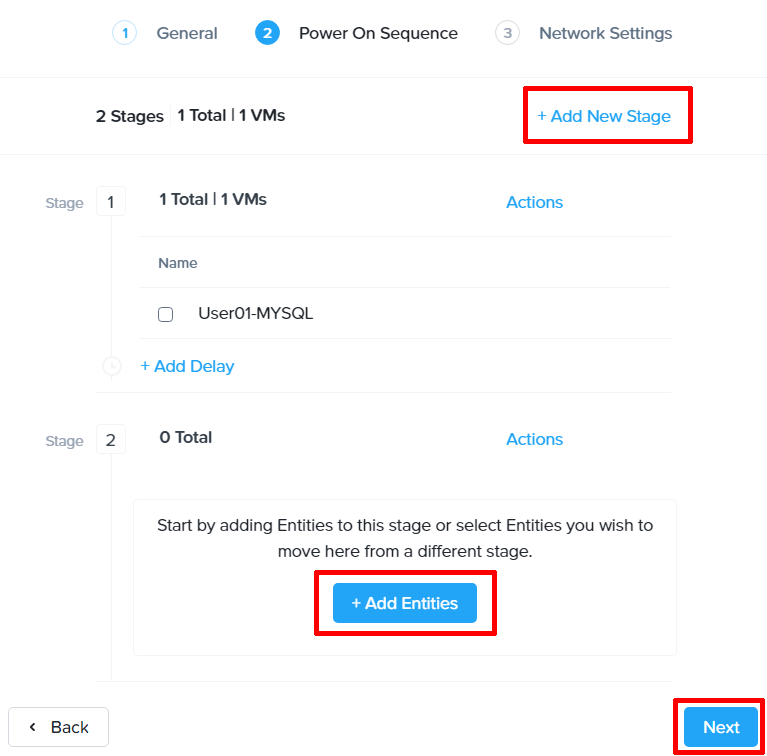 1 General 2 Power On Sequence 3 Network Settings
2 Stages 1 Total | 1 VMs + Add New Stage
Stage 1 1 Total | 1 VMs Actions
Name
User01-MYSQL
+ Add Delay
Stage 2 0 Total Actions
Start by adding Entities to this stage or select Entities you wish to
move here from a different stage.
+ Add Entities
Back Next